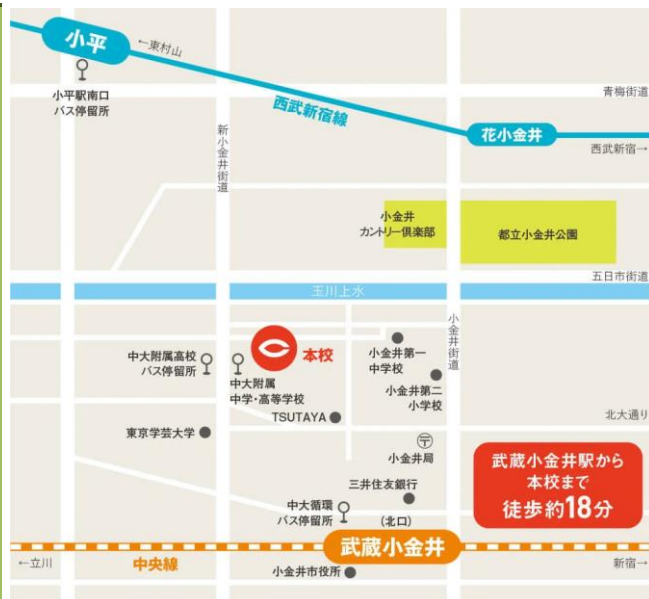 小平
←東村山
小平駅南口
バス停留所
西武新宿線
青梅街道
花小金井
西武新宿→
新小金井街道
小金井
カントリー倶楽部
都立小金井公園
五日市街道
玉川上水
小金井街道
本校
中大附属高校
バス停留所
中大附属
中学・高等学校
小金井第一
中学校
小金井第二
小学校
TSUTAYA
北大通り
東京学芸大学
〒
小金井局
武蔵小金井駅から
本校まで
徒歩約18分
三井住友銀行
中大循環
バス停留所
(北口)
武蔵小金井
←立川
中央線
新宿→
小金井市役所